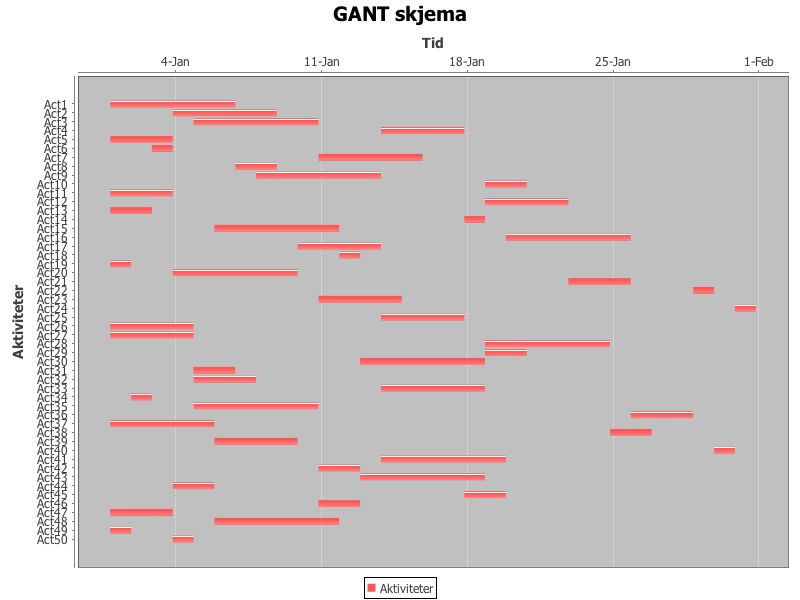 GANT skjema
Tid
4-Jan 11-Jan 18-Jan 25-Jan 1-Feb
Aktiviteter
Act1
Act2
Act3
Act4
Act5
Act6
Act7
Act8
Act9
Act10
Act11
Act12
Act13
Act14
Act15
Act16
Act17
Act18
Act19
Act20
Act21
Act22
Act23
Act24
Act25
Act26
Act27
Act28
Act29
Act30
Act31
Act32
Act33
Act34
Act35
Act36
Act37
Act38
Act39
Act40
Act41
Act42
Act43
Act44
Act45
Act46
Act47
Act48
Act49
Act50
Aktiviteter